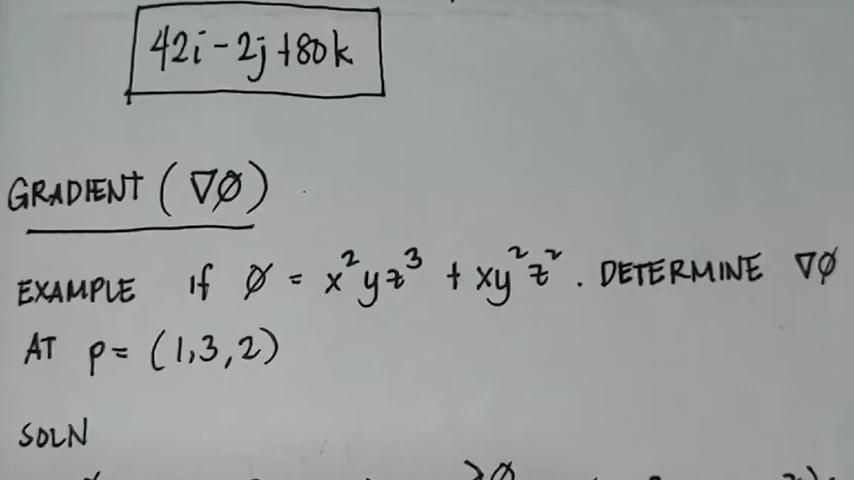 42i - 2j + 80k
GRADIENT (∇ø)
EXAMPLE If ø = x²yz³ + xy²z². DETERMINE ∇ø
AT p = (1,3,2)
SOLN